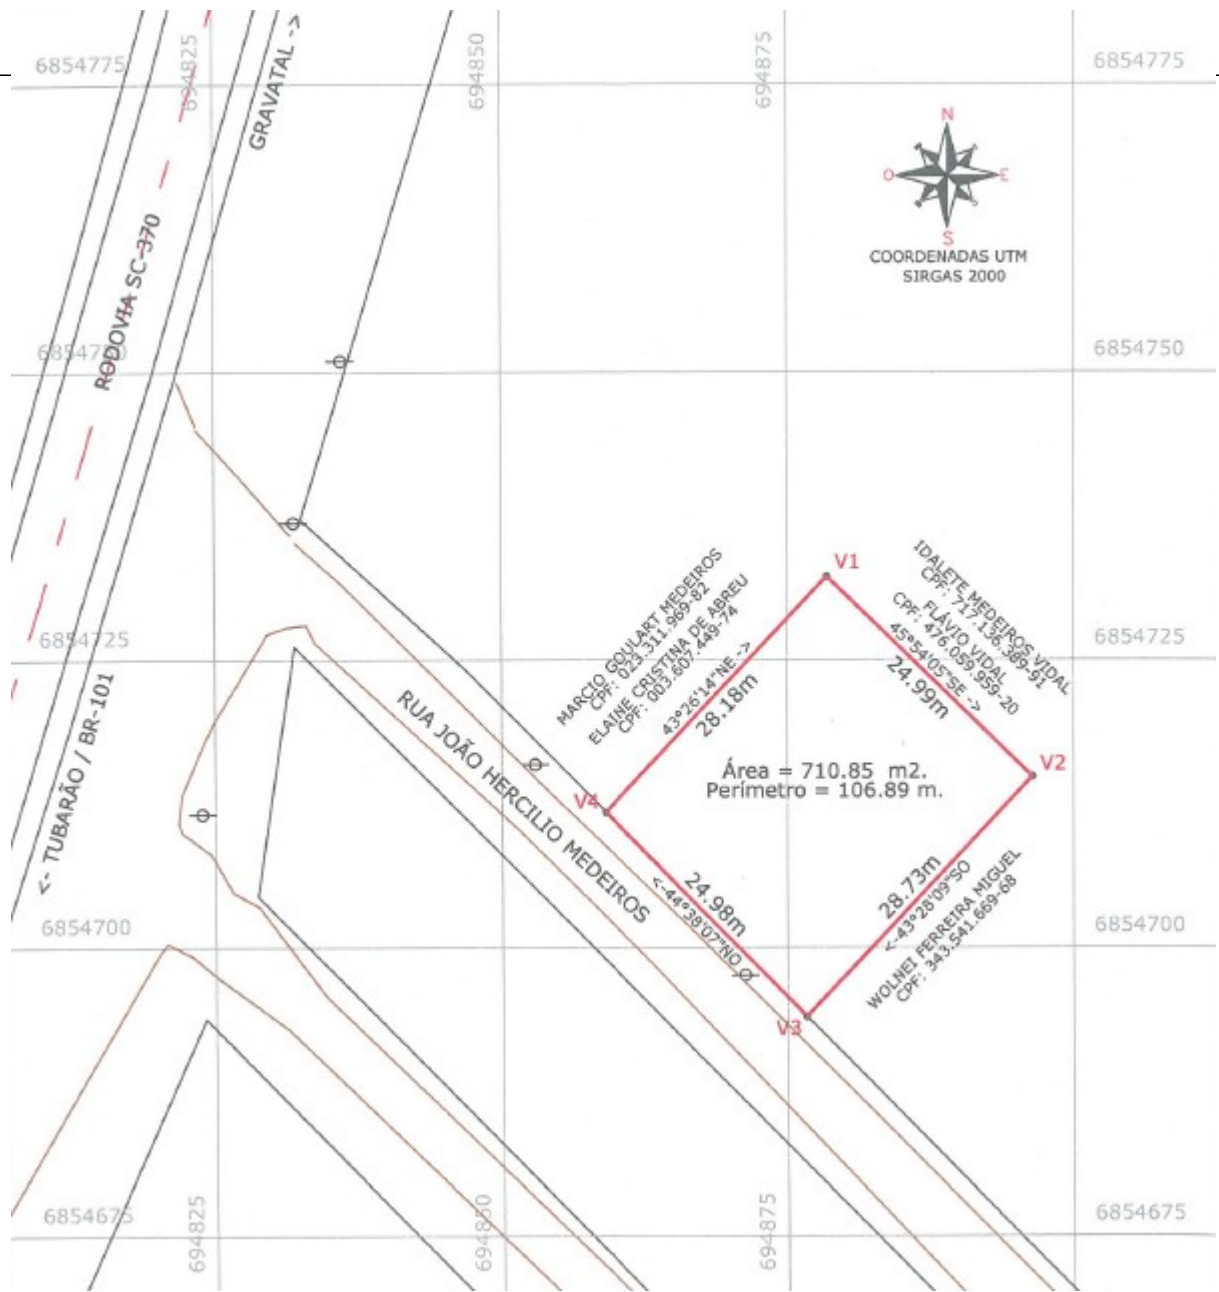 694825
694850
694875
6854775
6854775
GRAVATAL ->
N
O
E
S
COORDENADAS UTM
SIRGAS 2000
RODOVIA SC-370
6854750
6854750
V1
MARCIO GOULART MEDEIROS
CPF: 023.311.969-82
ELAINE CRISTINA DE ABREU
CPF: 003.607.449-74
43°26'14"NE ->
28.18m
IDALETE MEDEIROS VIDAL
CPF: 717.136.389-91
FLÁVIO VIDAL
CPF: 476.059.959-20
45°54'05"SE ->
24.99m
6854725
6854725
<- TUBARÃO / BR-101
RUA JOÃO HERCILIO MEDEIROS
V2
Área = 710.85 m2.
Perímetro = 106.89 m.
V4
24.98m
<-44°38'07"NO
28.73m
<-43°28'09"SO
WOLNEI FERREIRA MIGUEL
CPF: 343.541.669-68
6854700
6854700
V3
6854675
6854675
694825
694850
694875